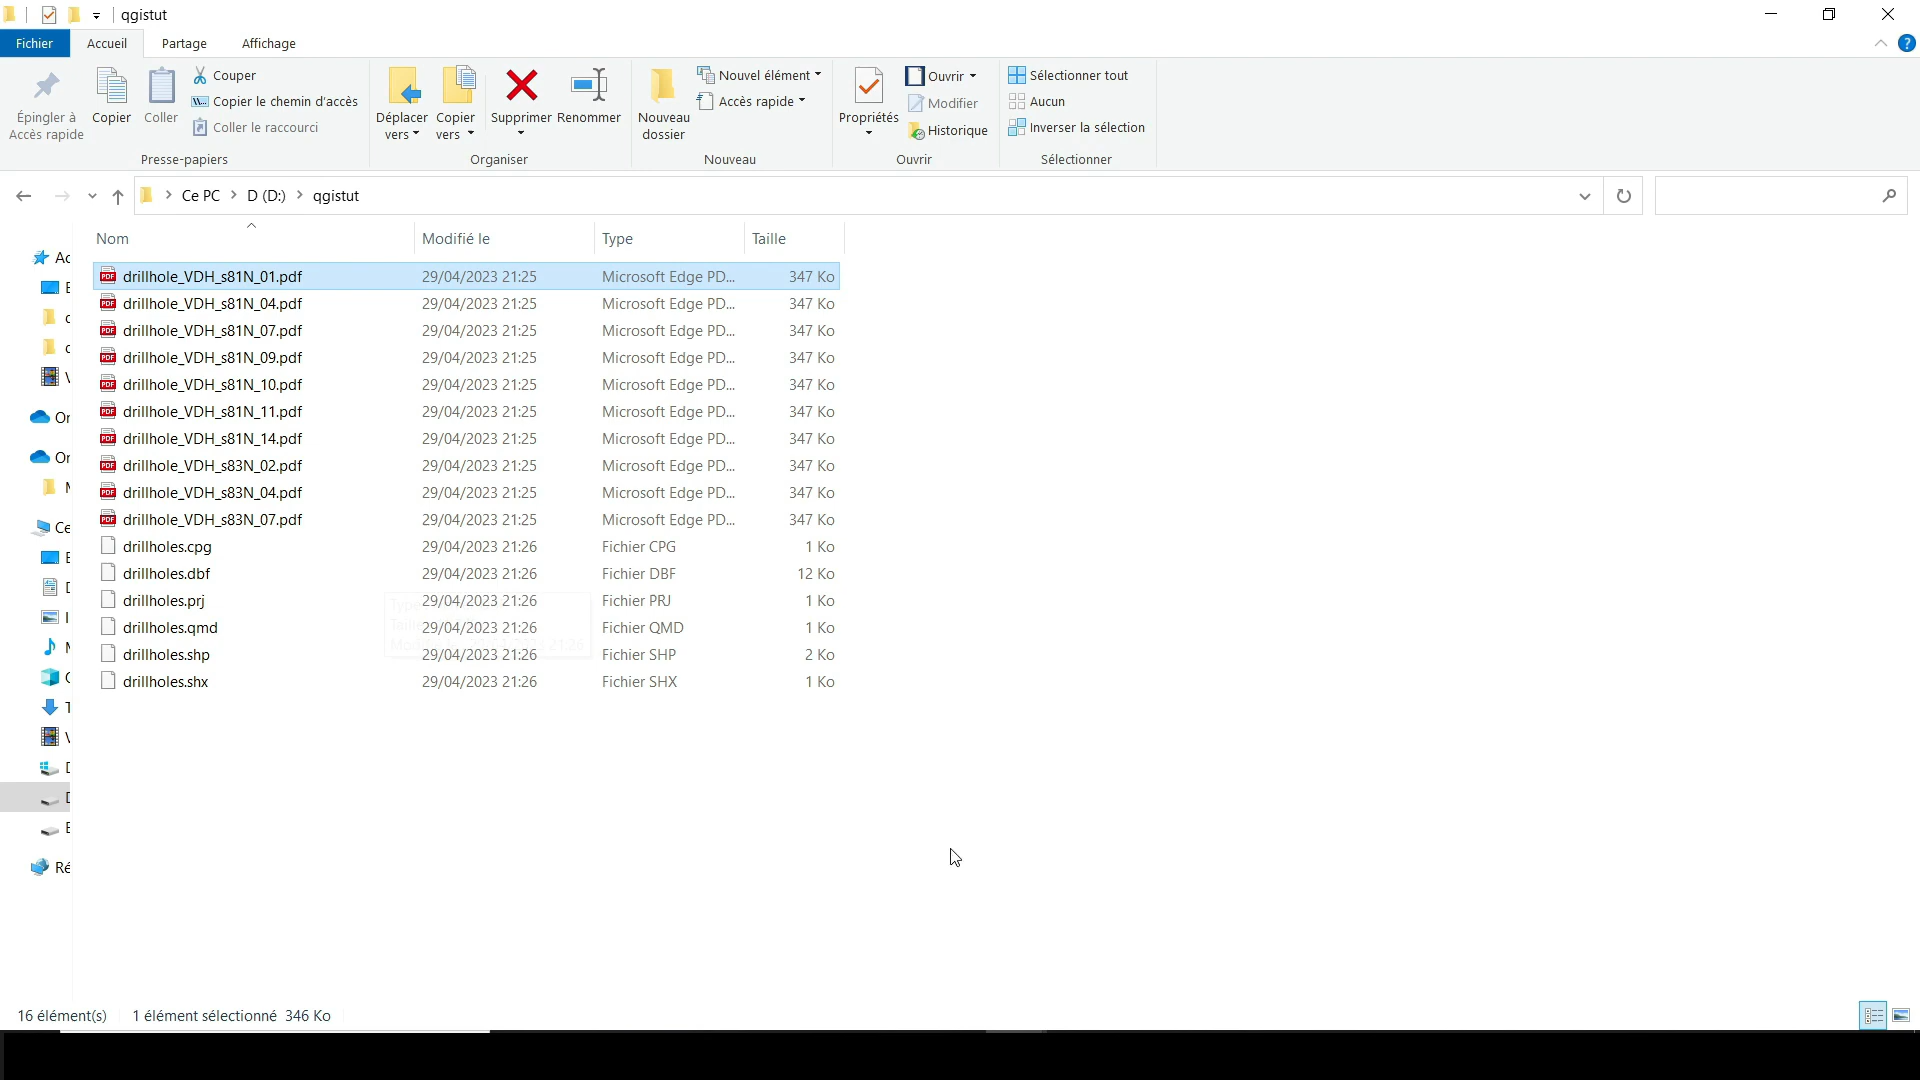 qgistut
Fichier Accueil Partage Affichage
Épingler à Accès rapide
Copier
Coller
Couper
Copier le chemin d'accès
Coller le raccourci
Presse-papiers
Déplacer vers
Copier vers
Supprimer
Renommer
Organiser
Nouveau dossier
Nouvel élément
Accès rapide
Nouveau
Propriétés
Ouvrir
Modifier
Historique
Ouvrir
Sélectionner tout
Aucun
Inverser la sélection
Sélectionner
Ce PC > D (D:) > qgistut
Nom Modifié le Type Taille
drillhole_VDH_s81N_01.pdf 29/04/2023 21:25 Microsoft Edge PD... 347 Ko
drillhole_VDH_s81N_04.pdf 29/04/2023 21:25 Microsoft Edge PD... 347 Ko
drillhole_VDH_s81N_07.pdf 29/04/2023 21:25 Microsoft Edge PD... 347 Ko
drillhole_VDH_s81N_09.pdf 29/04/2023 21:25 Microsoft Edge PD... 347 Ko
drillhole_VDH_s81N_10.pdf 29/04/2023 21:25 Microsoft Edge PD... 347 Ko
drillhole_VDH_s81N_11.pdf 29/04/2023 21:25 Microsoft Edge PD... 347 Ko
drillhole_VDH_s81N_14.pdf 29/04/2023 21:25 Microsoft Edge PD... 347 Ko
drillhole_VDH_s83N_02.pdf 29/04/2023 21:25 Microsoft Edge PD... 347 Ko
drillhole_VDH_s83N_04.pdf 29/04/2023 21:25 Microsoft Edge PD... 347 Ko
drillhole_VDH_s83N_07.pdf 29/04/2023 21:25 Microsoft Edge PD... 347 Ko
drillholes.cpg 29/04/2023 21:26 Fichier CPG 1 Ko
drillholes.dbf 29/04/2023 21:26 Fichier DBF 12 Ko
drillholes.prj 29/04/2023 21:26 Fichier PRJ 1 Ko
drillholes.qmd 29/04/2023 21:26 Fichier QMD 1 Ko
drillholes.shp 29/04/2023 21:26 Fichier SHP 2 Ko
drillholes.shx 29/04/2023 21:26 Fichier SHX 1 Ko
16 élément(s) 1 élément sélectionné 346 Ko